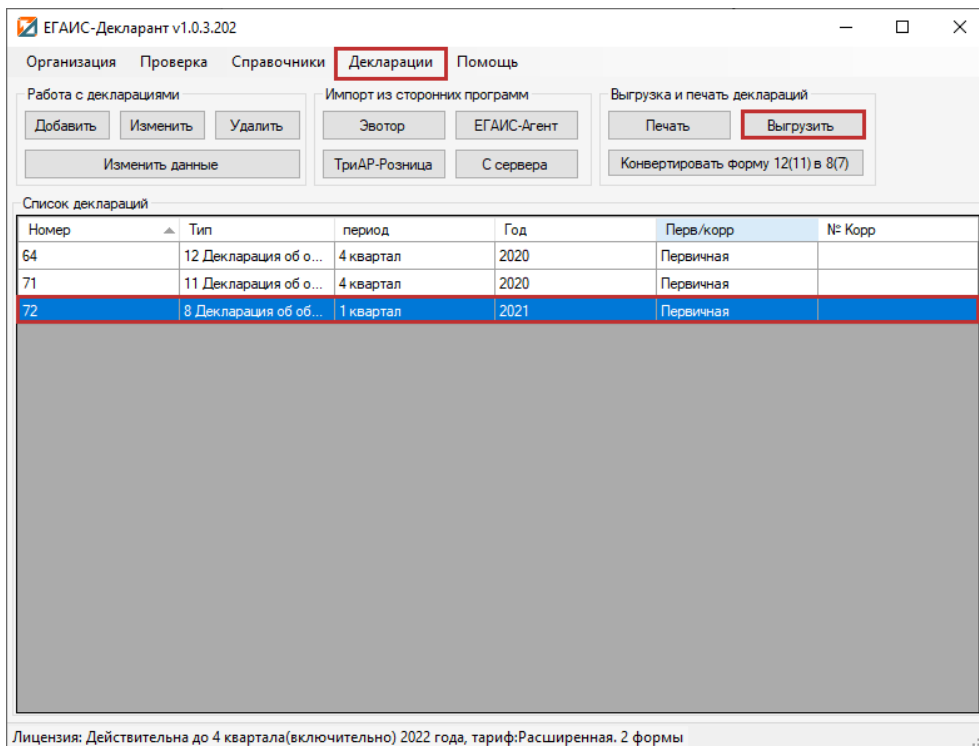 ЕГАИС-Декларант v1.0.3.202
Организация Проверка Справочники Декларации Помощь
Работа с декларациями Импорт из сторонних программ Выгрузка и печать деклараций
Добавить Изменить Удалить Эвотор ЕГАИС-Агент Печать Выгрузить
Изменить данные ТриАР-Розница С сервера Конвертировать форму 12(11) в 8(7)
Список деклараций
Номер Тип период Год Перв/корр № Корр
64 12 Декларация об о... 4 квартал 2020 Первичная
71 11 Декларация об о... 4 квартал 2020 Первичная
72 8 Декларация об об... 1 квартал 2021 Первичная
Лицензия: Действительна до 4 квартала(включительно) 2022 года, тариф:Расширенная. 2 формы